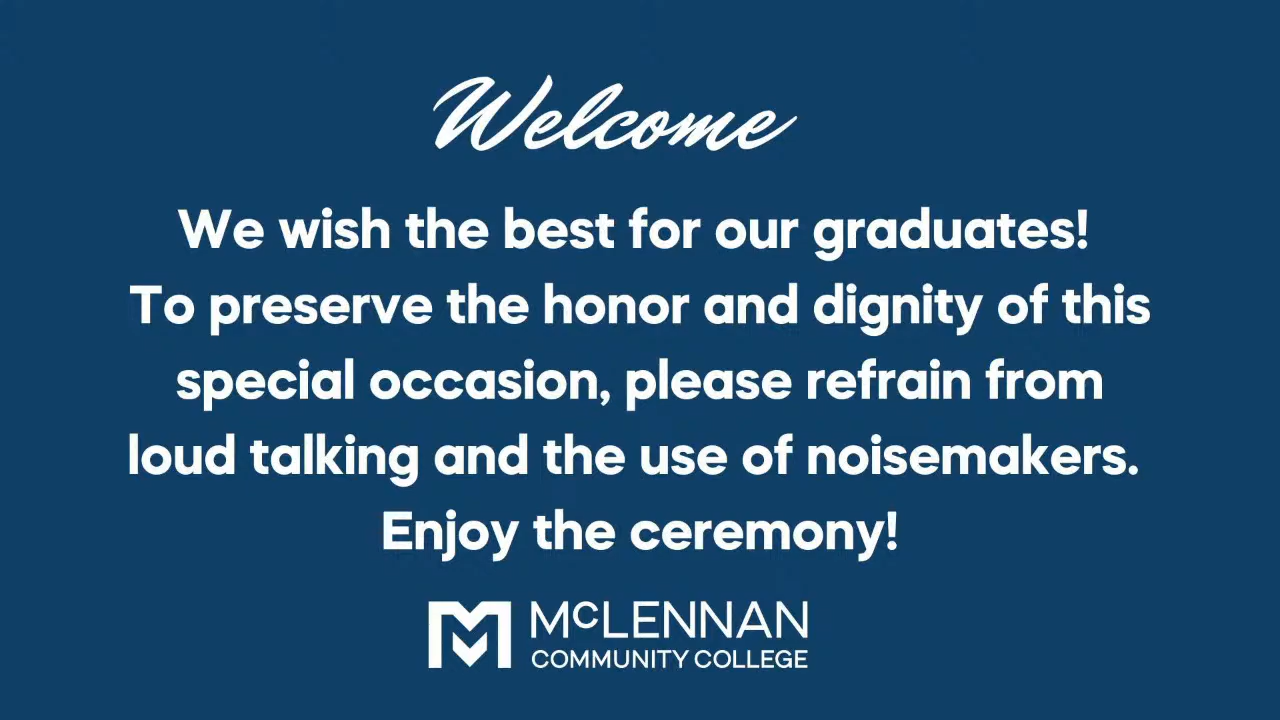 Welcome
We wish the best for our graduates!
To preserve the honor and dignity of this
special occasion, please refrain from
loud talking and the use of noisemakers.
Enjoy the ceremony!
McLENNAN
COMMUNITY COLLEGE